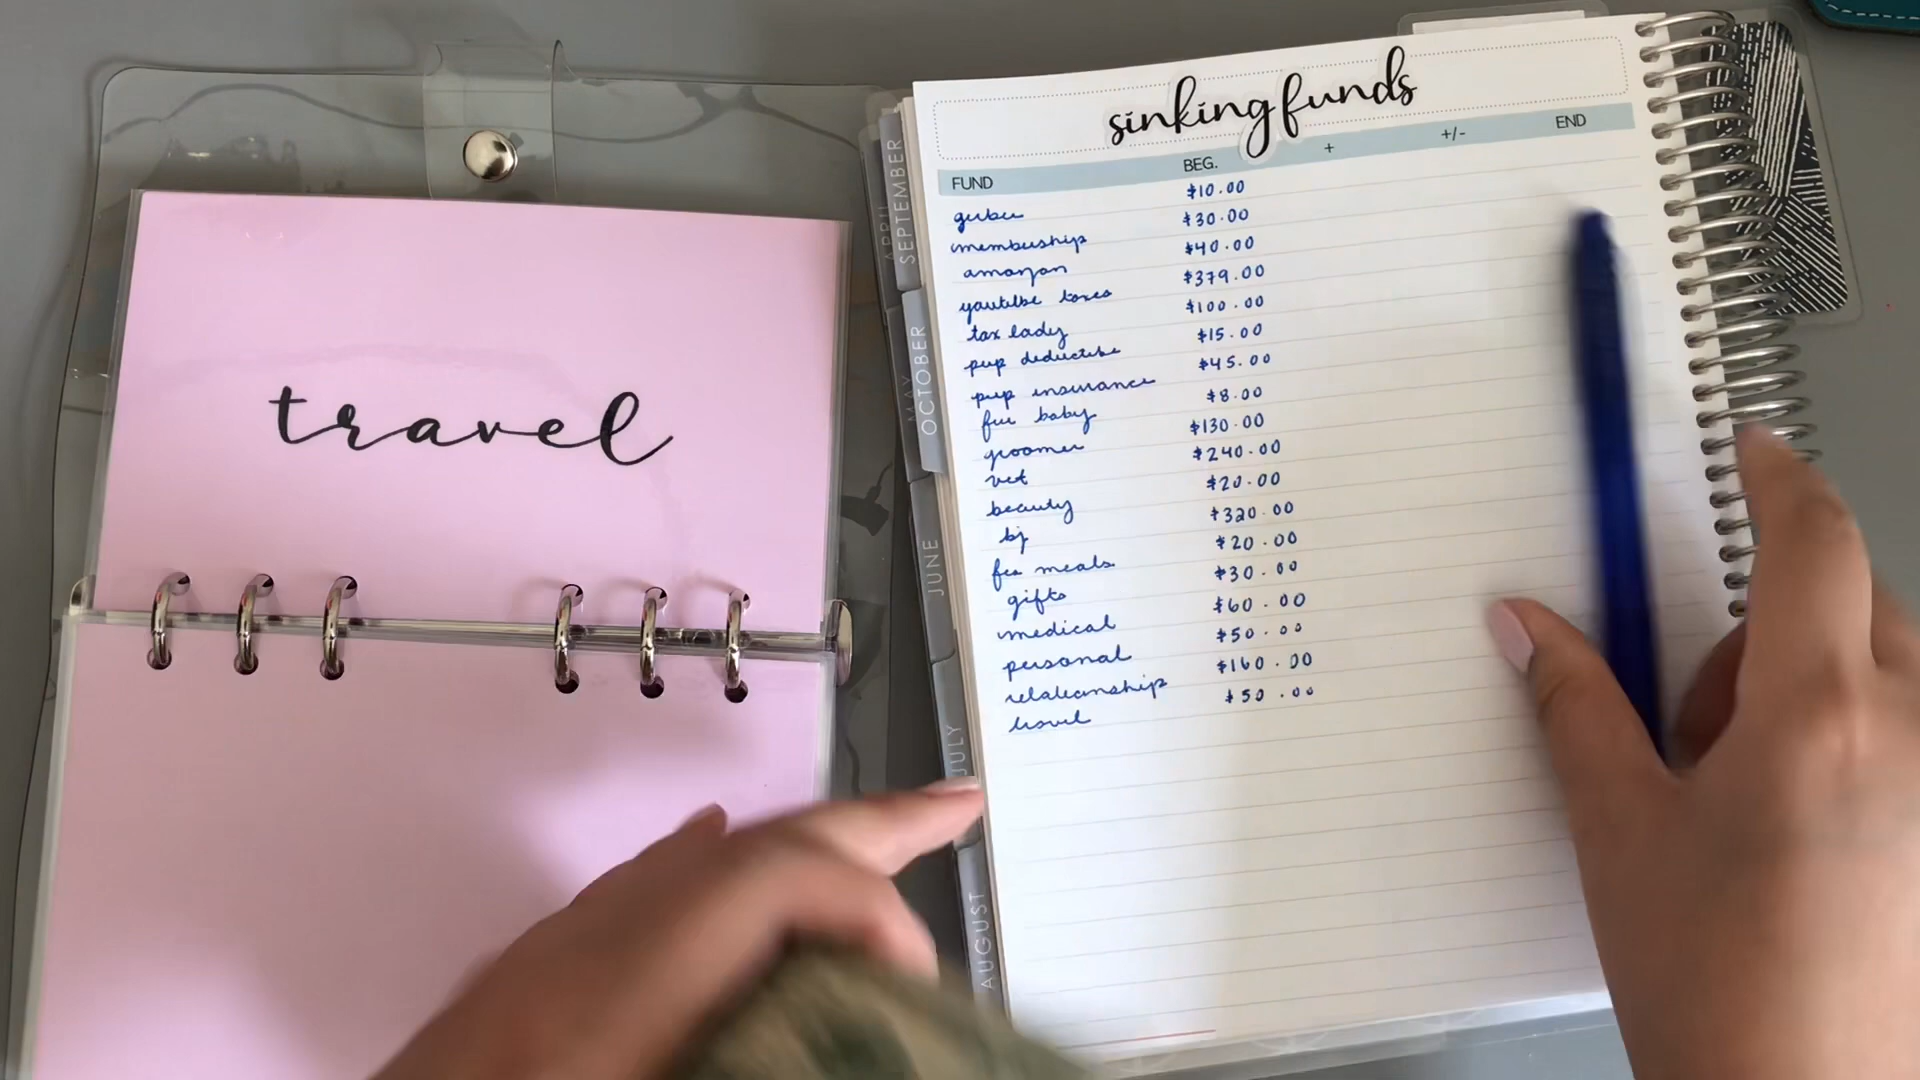 travel
sinking funds
FUND BEG. + +/- END
gerber $10.00
membership $30.00
amazon $40.00
youtube taxes $379.00
tax lady $100.00
pup deductible $15.00
pup insurance $45.00
fur baby $8.00
groomer $130.00
vet $240.00
beauty $20.00
bj $320.00
meals $20.00
gifts $30.00
medical $60.00
personal $50.00
relationship $160.00
travel $50.00
APRIL
SEPTEMBER
MAY
OCTOBER
JUNE
JULY
AUGUST